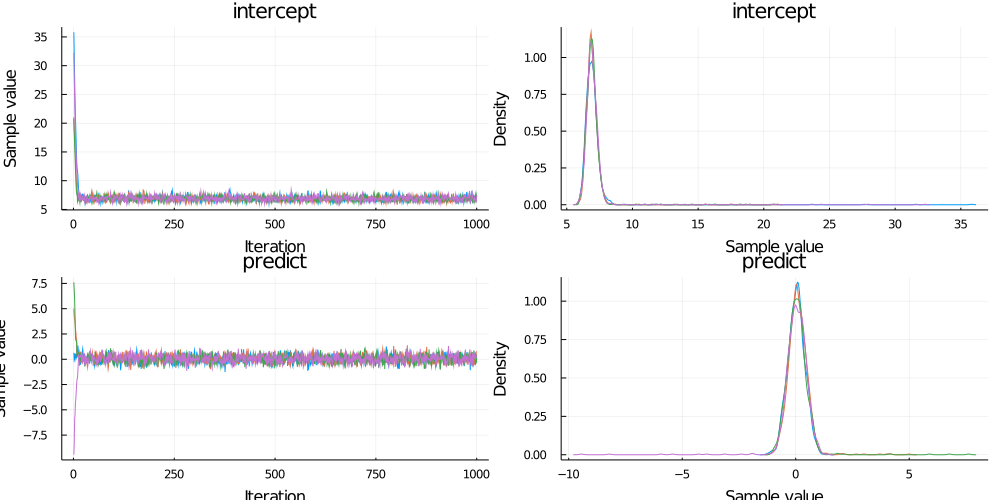 intercept
Sample value
35
30
25
20
15
10
5
0 250 500 750 1000
Iteration
intercept
Density
1.00
0.75
0.50
0.25
0.00
5 10 15 20 25 30 35
Sample value
predict
Sample value
7.5
5.0
2.5
0.0
−2.5
−5.0
−7.5
0 250 500 750 1000
Iteration
predict
Density
1.00
0.75
0.50
0.25
0.00
−10 −5 0 5
Sample value